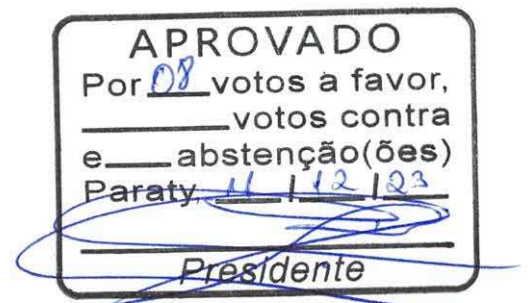 APROVADO
Por 08 votos a favor,
votos contra
e abstenção(ões)
Paraty, 11 / 12 / 23
Presidente